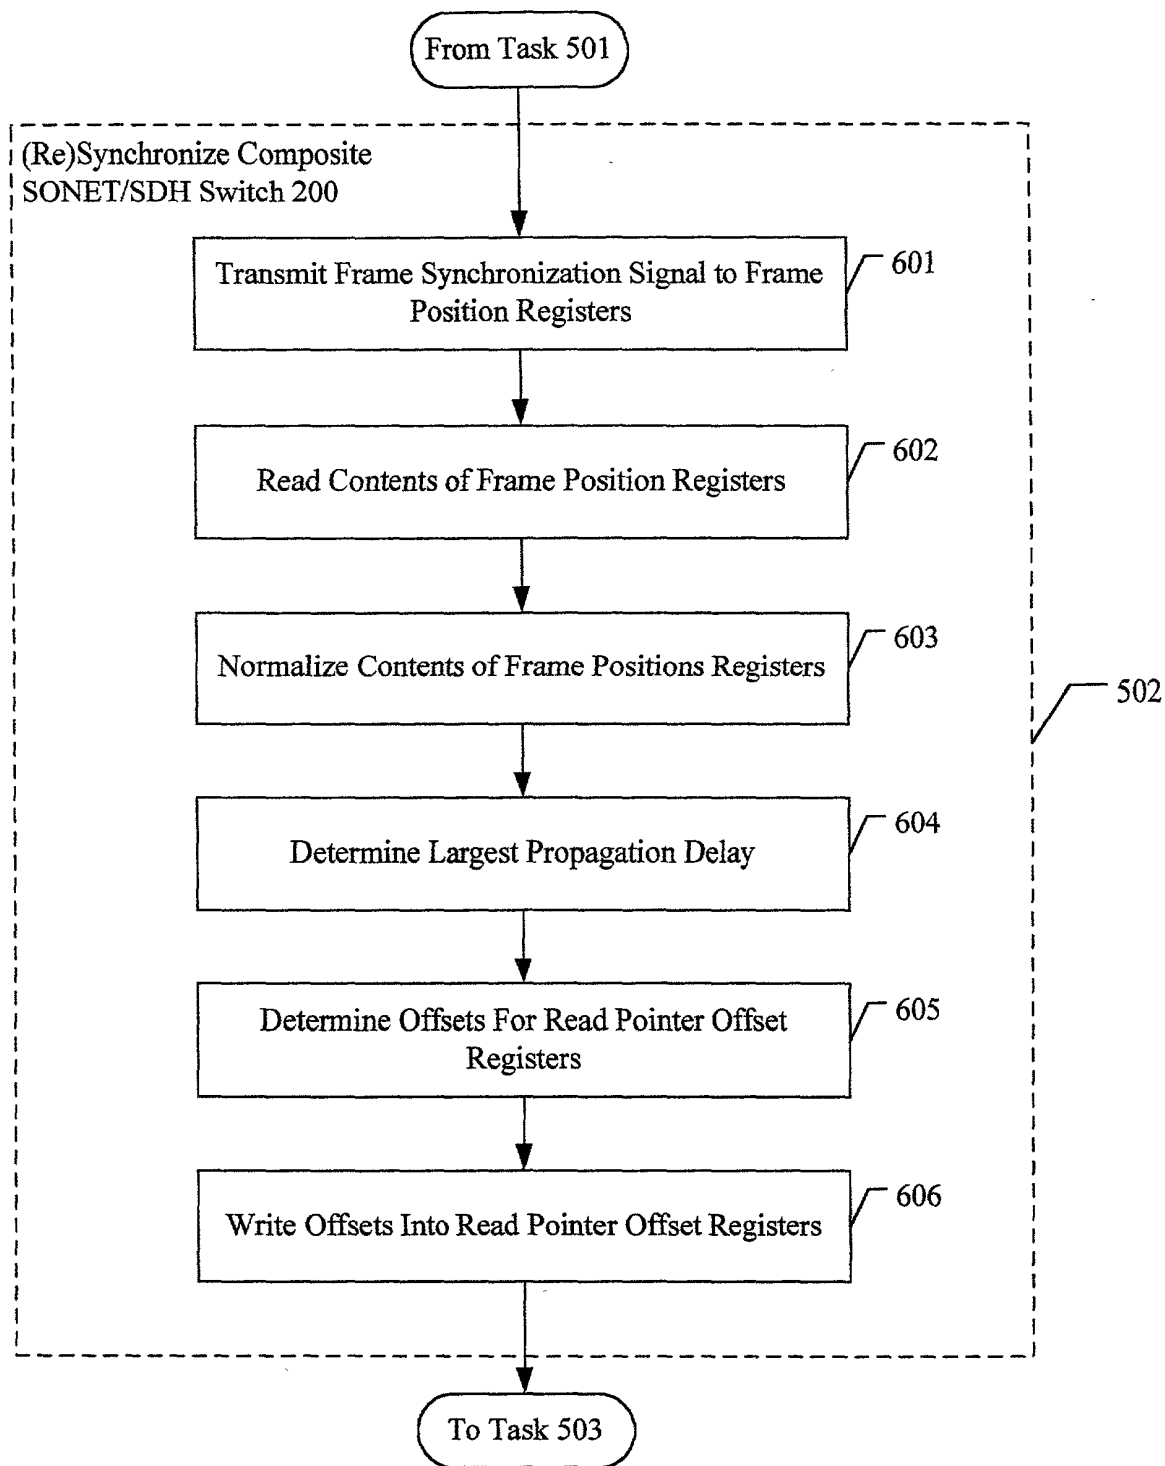 From Task 501
(Re)Synchronize Composite
SONET/SDH Switch 200
Transmit Frame Synchronization Signal to Frame
Position Registers
601
Read Contents of Frame Position Registers
602
Normalize Contents of Frame Positions Registers
603
502
Determine Largest Propagation Delay
604
Determine Offsets For Read Pointer Offset
Registers
605
Write Offsets Into Read Pointer Offset Registers
606
To Task 503